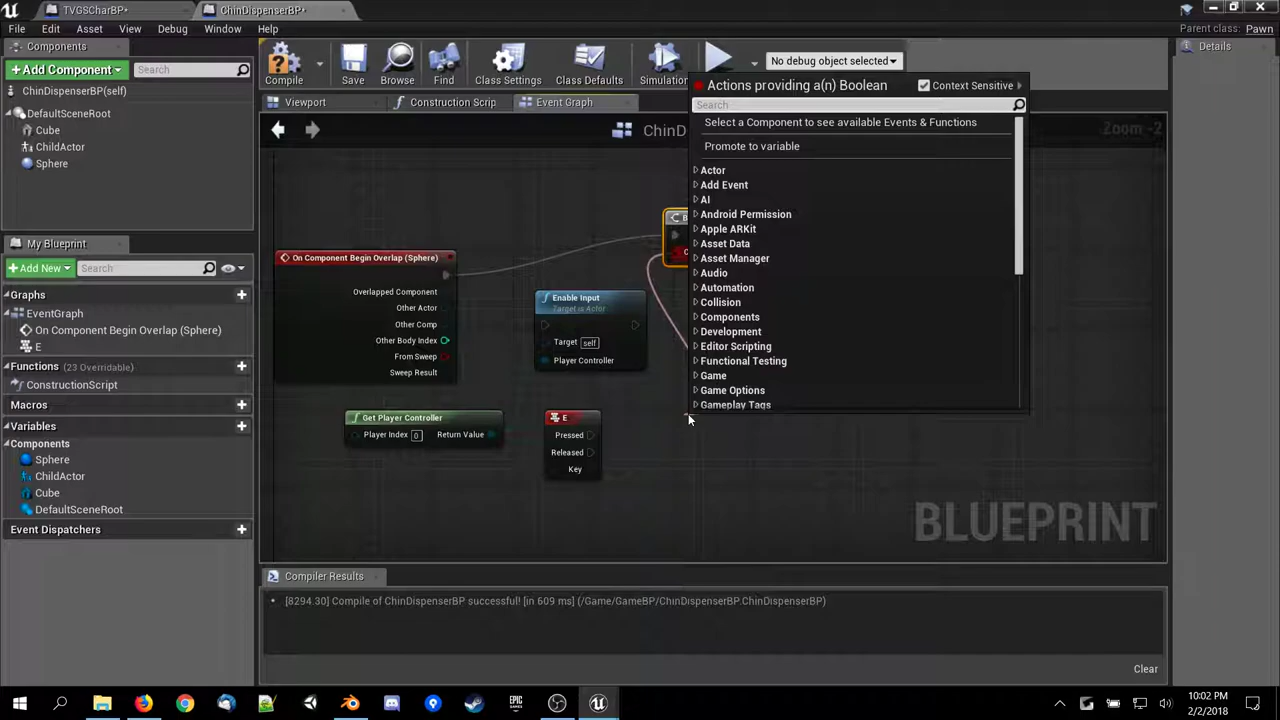 TVGSCharBP*
ChinDispenserBP*
File Edit Asset View Debug Window Help
Parent class: Pawn
Components
Details
+ Add Component
Search
ChinDispenserBP(self)
DefaultSceneRoot
Cube
ChildActor
Sphere
Compile
Save
Browse
Find
Class Settings
Class Defaults
Simulation
No debug object selected
Viewport
Construction Scrip
Event Graph
ChinD
Zoom -2
Actions providing a(n) Boolean
Context Sensitive
Search
Select a Component to see available Events & Functions
Promote to variable
Actor
Add Event
AI
Android Permission
Apple ARKit
Asset Data
Asset Manager
Audio
Automation
Blueprint
Collision
Components
Development
Editor Scripting
Functional Testing
Game
Game Options
Gameplay Tags
On Component Begin Overlap (Sphere)
Overlapped Component
Other Actor
Other Comp
Other Body Index
From Sweep
Sweep Result
Enable Input
Target is Actor
Target self
Player Controller
Get Player Controller
Player Index 0 Return Value
E
Pressed
Released
Key
BLUEPRINT
My Blueprint
+ Add New
Search
Graphs
EventGraph
On Component Begin Overlap (Sphere)
E
Functions (23 Overridable)
ConstructionScript
Macros
Variables
Components
Sphere
ChildActor
Cube
DefaultSceneRoot
Event Dispatchers
Compiler Results
[8294.30] Compile of ChinDispenserBP successful! [in 609 ms] (/Game/GameBP/ChinDispenserBP.ChinDispenserBP)
Clear
EPIC GAMES
10:02 PM
2/2/2018